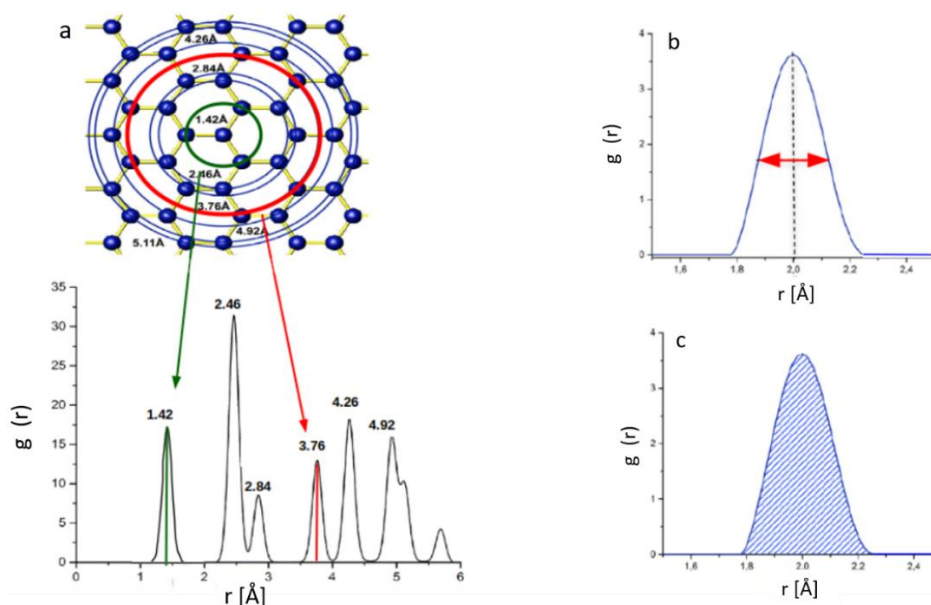 a
4.26Å
2.84Å
1.42Å
2.46Å
3.76Å
4.92Å
5.11Å
35
30
25
20
15
10
5
0
g (r)
1.42
2.46
2.84
3.76
4.26
4.92
0 1 2 3 4 5 6
r [Å]
b
4
3
2
1
0
g (r)
1,6 1,8 2,0 2,2 2,4
r [Å]
c
4
3
2
1
0
g (r)
1,6 1,8 2,0 2,2 2,4
r [Å]